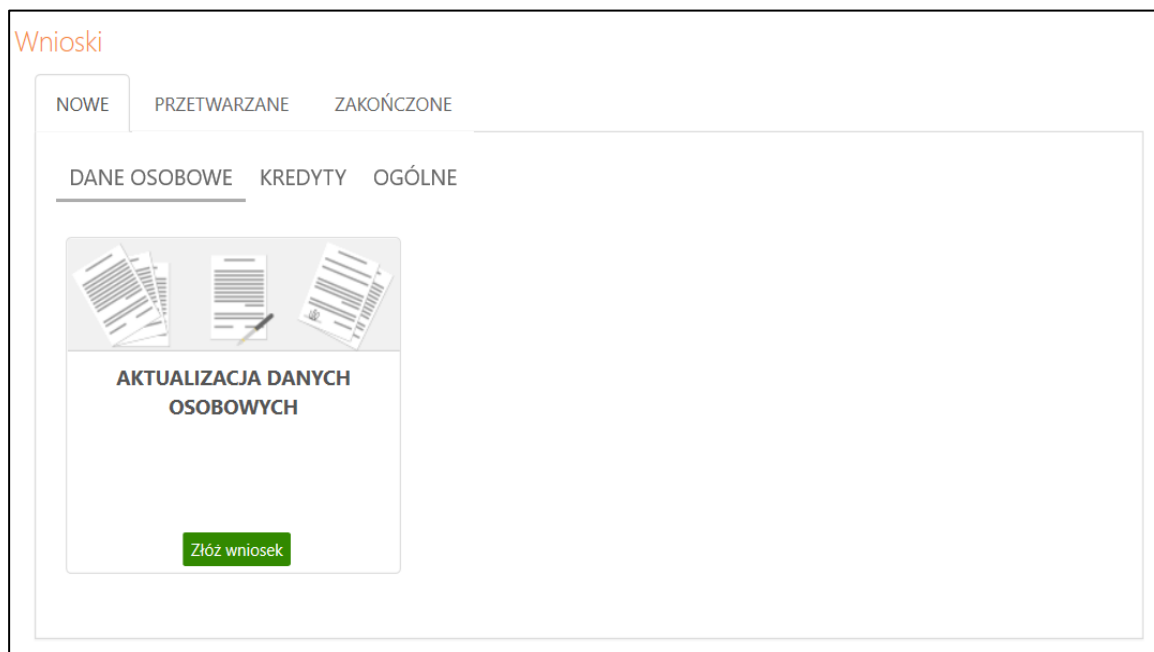 Wnioski
NOWE PRZETWARZANE ZAKOŃCZONE
DANE OSOBOWE KREDYTY OGÓLNE
AKTUALIZACJA DANYCH
OSOBOWYCH
Złóż wniosek